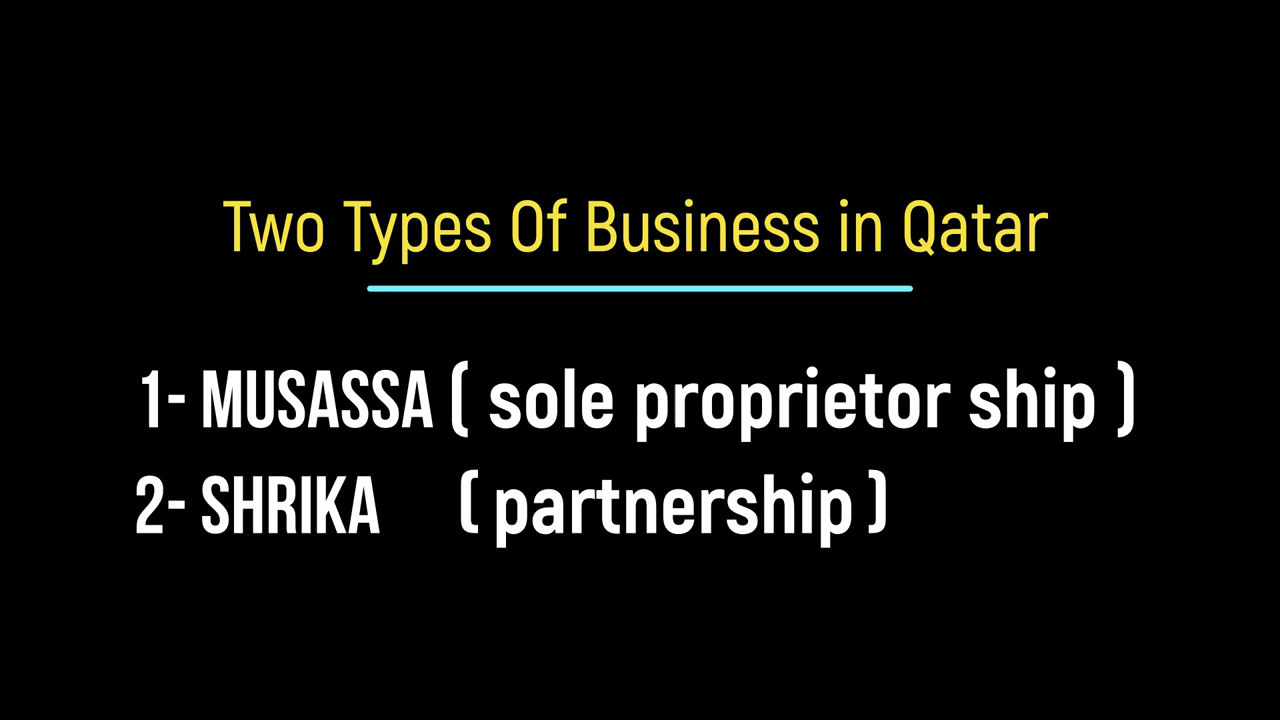 Two Types Of Business in Qatar
1- MUSASSA ( sole proprietor ship )
2- SHRIKA ( partnership )